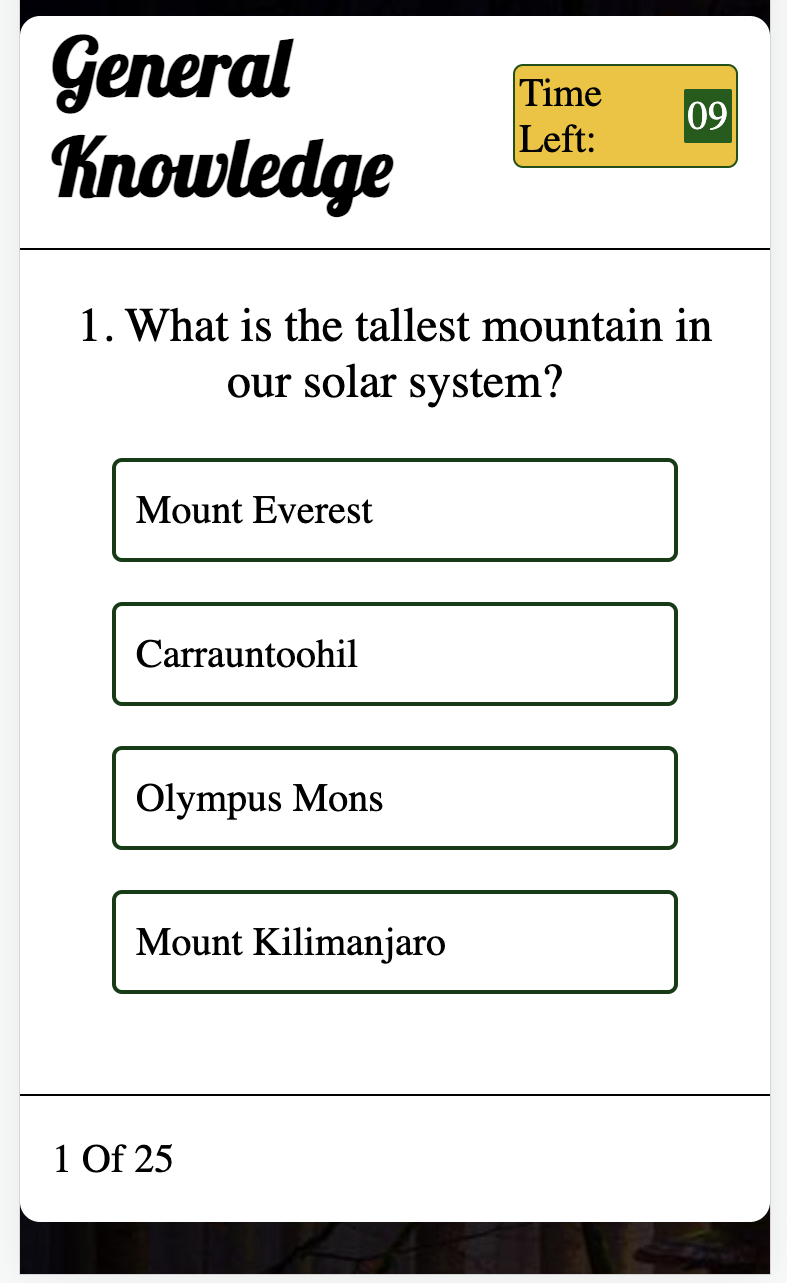 General
Knowledge
Time
Left:
09
1. What is the tallest mountain in
our solar system?
Mount Everest
Carrauntoohil
Olympus Mons
Mount Kilimanjaro
1 Of 25